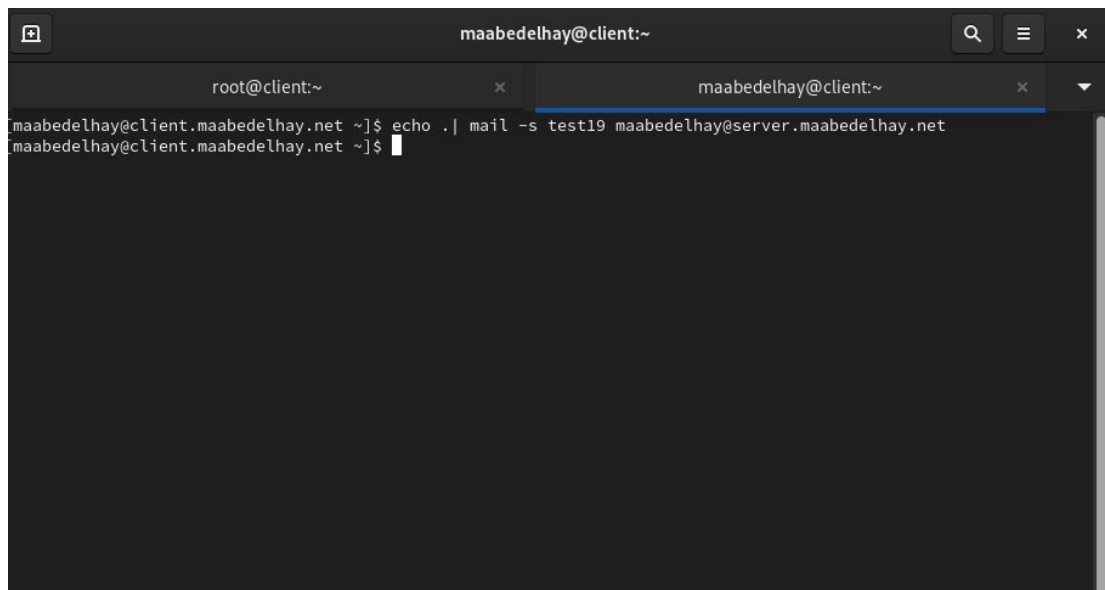 maabedelhay@client:~
root@client:~
maabedelhay@client:~
[maabedelhay@client.maabedelhay.net ~]$ echo .| mail -s test19 maabedelhay@server.maabedelhay.net
[maabedelhay@client.maabedelhay.net ~]$